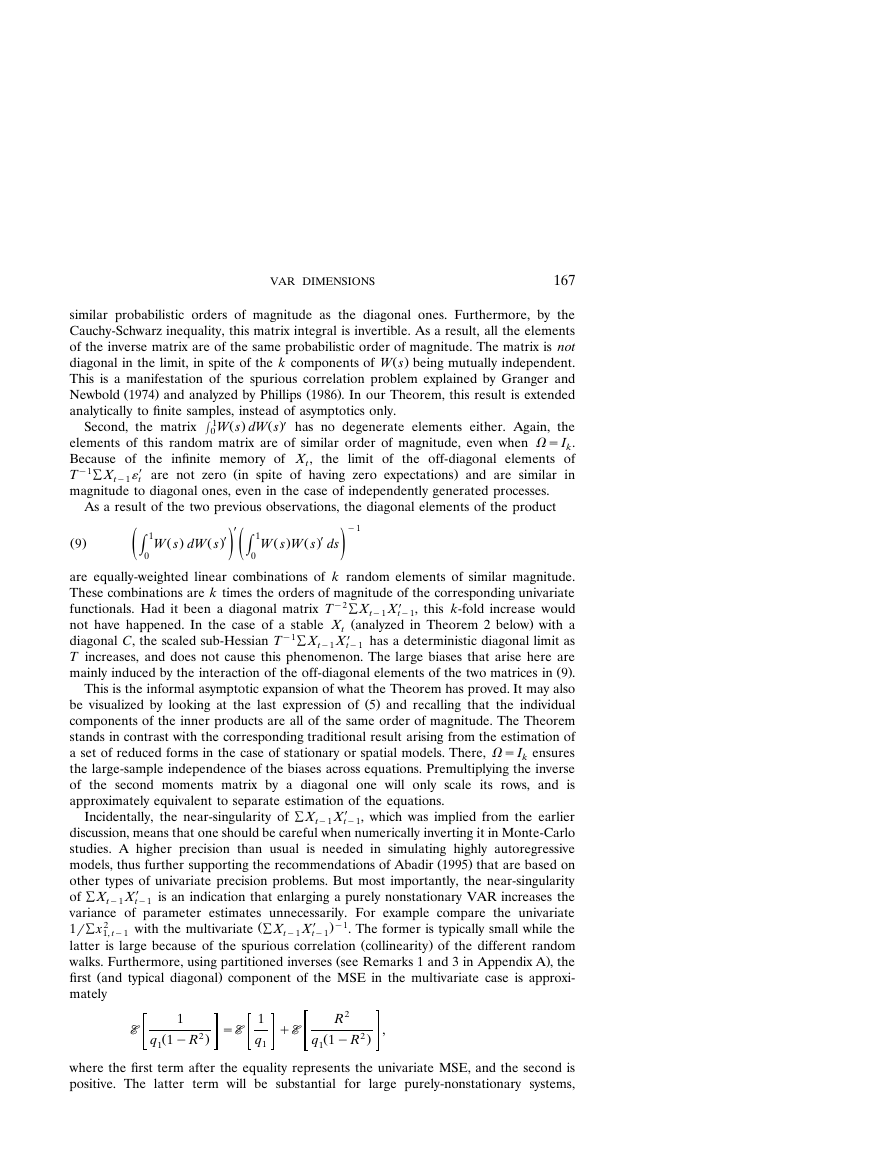 VAR DIMENSIONS 167
similar probabilistic orders of magnitude as the diagonal ones. Furthermore, by the
Cauchy-Schwarz inequality, this matrix integral is invertible. As a result, all the elements
of the inverse matrix are of the same probabilistic order of magnitude. The matrix is not
diagonal in the limit, in spite of the k components of W(s) being mutually independent.
This is a manifestation of the spurious correlation problem explained by Granger and
Newbold (1974) and analyzed by Phillips (1986). In our Theorem, this result is extended
analytically to finite samples, instead of asymptotics only.
Second, the matrix ∫₀¹W(s) dW(s)′ has no degenerate elements either. Again, the
elements of this random matrix are of similar order of magnitude, even when Ω = Iₖ.
Because of the infinite memory of Xₜ, the limit of the off-diagonal elements of
T⁻¹ΣXₜ₋₁ε′ₜ are not zero (in spite of having zero expectations) and are similar in
magnitude to diagonal ones, even in the case of independently generated processes.
As a result of the two previous observations, the diagonal elements of the product
(9) (∫₀¹W(s) dW(s)′)′(∫₀¹W(s)W(s)′ ds)⁻¹
are equally-weighted linear combinations of k random elements of similar magnitude.
These combinations are k times the orders of magnitude of the corresponding univariate
functionals. Had it been a diagonal matrix T⁻²ΣXₜ₋₁X′ₜ₋₁, this k-fold increase would
not have happened. In the case of a stable Xₜ (analyzed in Theorem 2 below) with a
diagonal C, the scaled sub-Hessian T⁻¹ΣXₜ₋₁X′ₜ₋₁ has a deterministic diagonal limit as
T increases, and does not cause this phenomenon. The large biases that arise here are
mainly induced by the interaction of the off-diagonal elements of the two matrices in (9).
This is the informal asymptotic expansion of what the Theorem has proved. It may also
be visualized by looking at the last expression of (5) and recalling that the individual
components of the inner products are all of the same order of magnitude. The Theorem
stands in contrast with the corresponding traditional result arising from the estimation of
a set of reduced forms in the case of stationary or spatial models. There, Ω = Iₖ ensures
the large-sample independence of the biases across equations. Premultiplying the inverse
of the second moments matrix by a diagonal one will only scale its rows, and is
approximately equivalent to separate estimation of the equations.
Incidentally, the near-singularity of ΣXₜ₋₁X′ₜ₋₁, which was implied from the earlier
discussion, means that one should be careful when numerically inverting it in Monte-Carlo
studies. A higher precision than usual is needed in simulating highly autoregressive
models, thus further supporting the recommendations of Abadir (1995) that are based on
other types of univariate precision problems. But most importantly, the near-singularity
of ΣXₜ₋₁X′ₜ₋₁ is an indication that enlarging a purely nonstationary VAR increases the
variance of parameter estimates unnecessarily. For example compare the univariate
1/Σx²₁,ₜ₋₁ with the multivariate (ΣXₜ₋₁X′ₜ₋₁)⁻¹. The former is typically small while the
latter is large because of the spurious correlation (collinearity) of the different random
walks. Furthermore, using partitioned inverses (see Remarks 1 and 3 in Appendix A), the
first (and typical diagonal) component of the MSE in the multivariate case is approxi-
mately
ℰ[1/(q₁(1 − R²))] = ℰ[1/q₁] + ℰ[R²/(q₁(1 − R²))],
where the first term after the equality represents the univariate MSE, and the second is
positive. The latter term will be substantial for large purely-nonstationary systems,